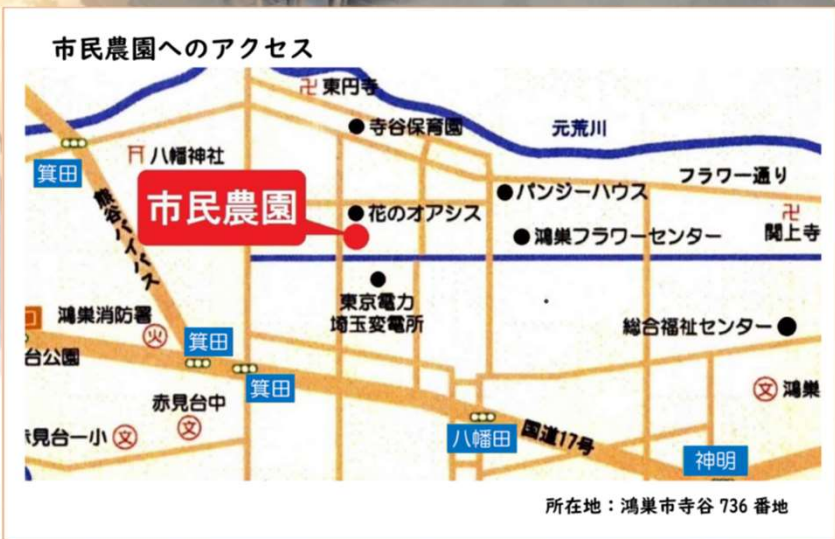 市民農園へのアクセス
卍 東円寺
寺谷保育園
元荒川
箕田
八幡神社
熊谷バイパス
市民農園
花のオアシス
パンジーハウス
フラワー通り
鴻巣フラワーセンター
卍
東京電力
埼玉変電所
総合福祉センター
鴻巣消防署
火
台公園
箕田
箕田
赤見台中
文
見台一小 文
文 鴻巣
八幡田
国道17号
神明
所在地：鴻巣市寺谷 736 番地